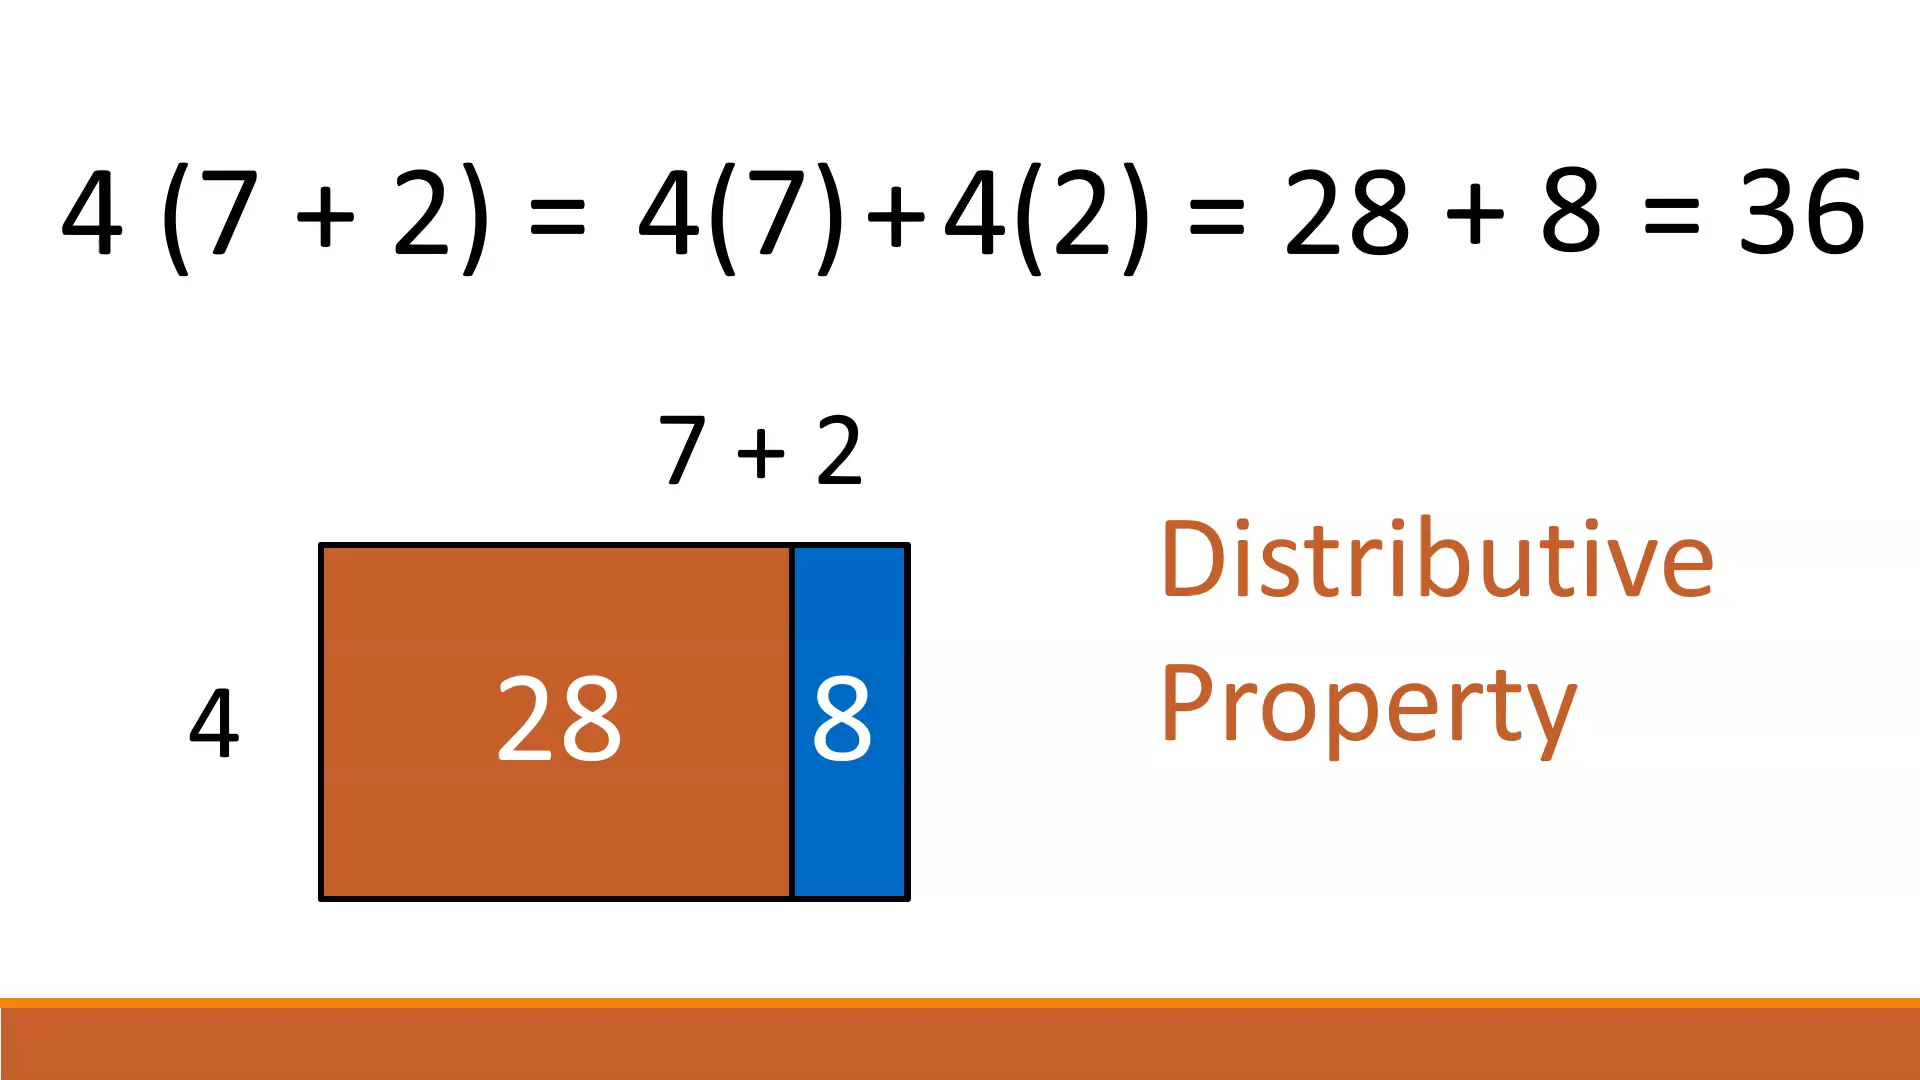 4 (7 + 2) = 4(7)+4(2) = 28 + 8 = 36
7 + 2
Distributive
Property
4
28
8